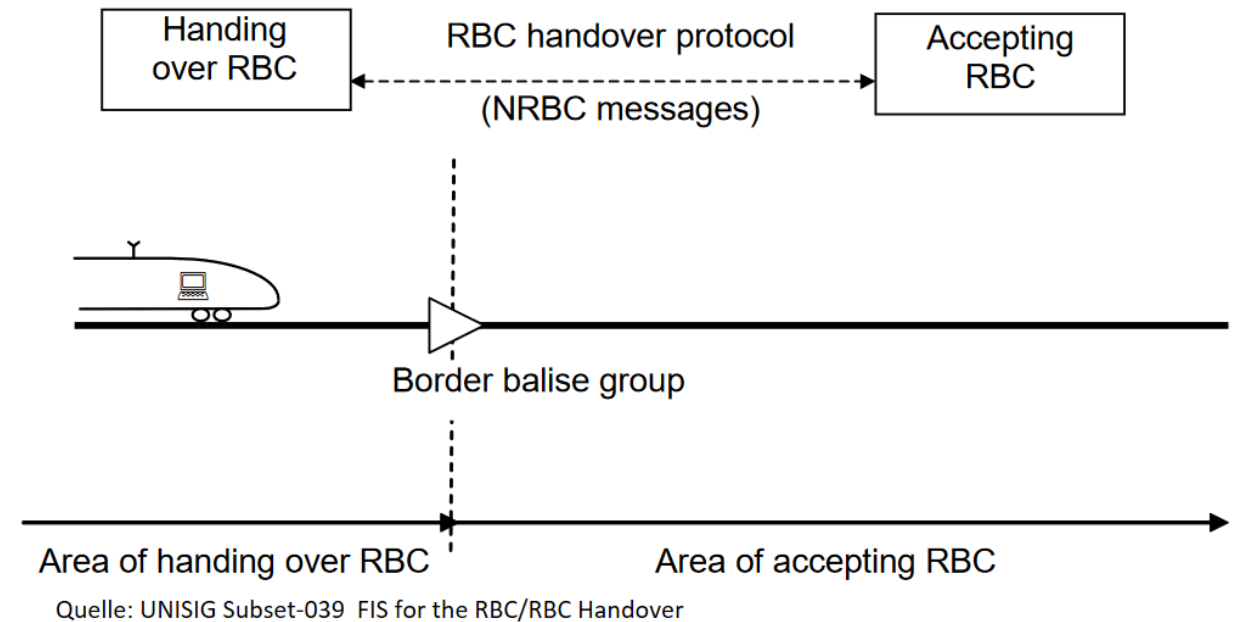 Handing
over RBC
RBC handover protocol
(NRBC messages)
Accepting
RBC
Border balise group
Area of handing over RBC
Area of accepting RBC
Quelle: UNISIG Subset-039 FIS for the RBC/RBC Handover